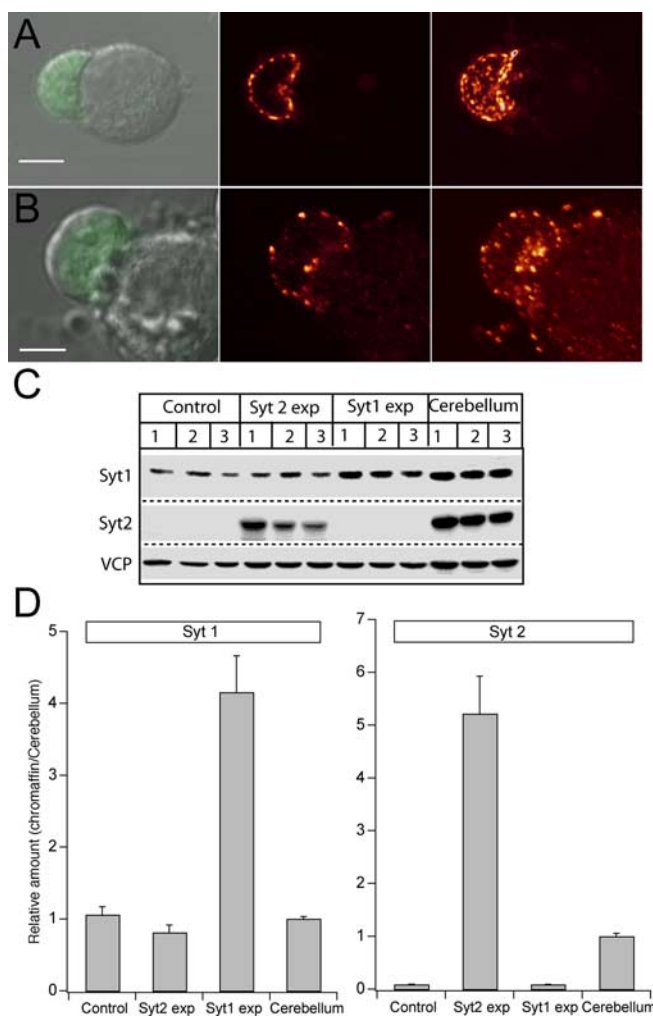 A
B
C
Control Syt 2 exp Syt1 exp Cerebellum
1 2 3 1 2 3 1 2 3 1 2 3
Syt1
Syt2
VCP
D
Syt 1
Relative amount (chromaffin/Cerebellum)
5
4
3
2
1
0
Control Syt2 exp Syt1 exp Cerebellum
Syt 2
7
6
5
4
3
2
1
0
Control Syt2 exp Syt1 exp Cerebellum